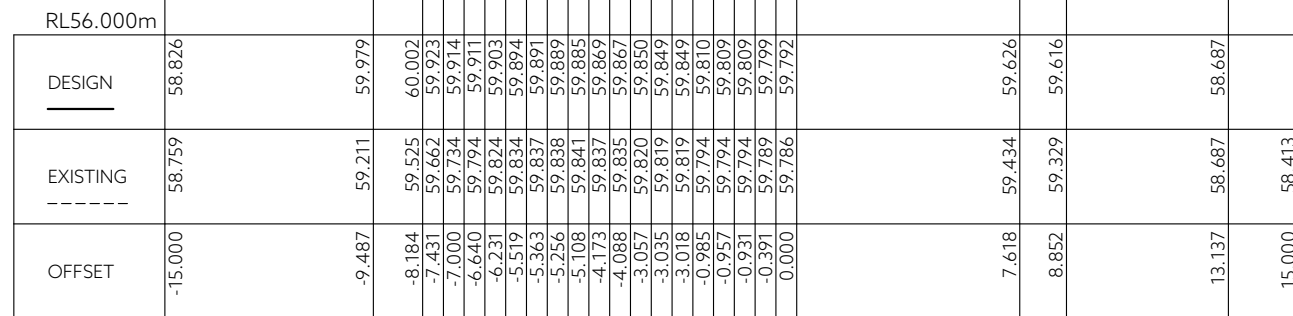 RL56.000m
DESIGN 58.826 59.979 60.002 59.923 59.914 59.911 59.903 59.894 59.891 59.889 59.885 59.869 59.867 59.850 59.849 59.849 59.810 59.809 59.809 59.799 59.792 59.626 59.616 58.687
EXISTING 58.759 59.211 59.525 59.662 59.734 59.794 59.824 59.834 59.837 59.838 59.841 59.837 59.835 59.820 59.819 59.819 59.794 59.794 59.794 59.789 59.786 59.434 59.329 58.687 58.413
OFFSET -15.000 -9.487 -8.184 -7.431 -7.000 -6.640 -6.231 -5.519 -5.363 -5.256 -5.108 -4.173 -4.088 -3.057 -3.035 -3.018 -0.985 -0.957 -0.931 -0.391 0.000 7.618 8.852 13.137 15.000